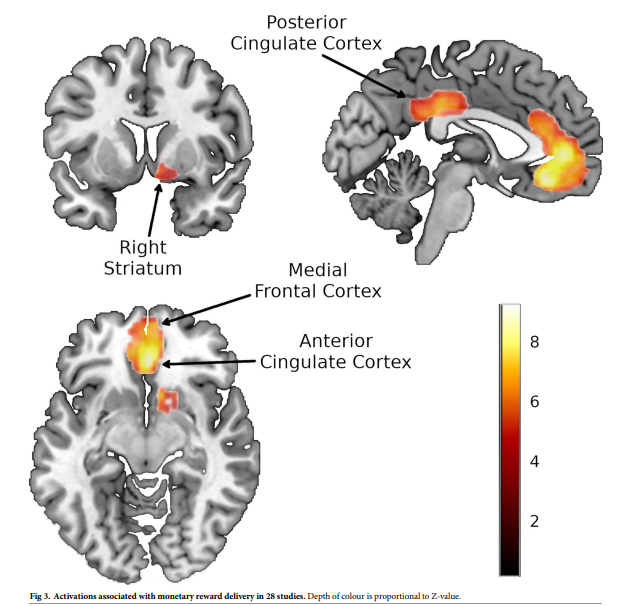 Posterior
Cingulate Cortex
Right
Striatum
Medial
Frontal Cortex
Anterior
Cingulate Cortex
8
6
4
2
Fig 3. Activations associated with monetary reward delivery in 28 studies. Depth of colour is proportional to Z-value.